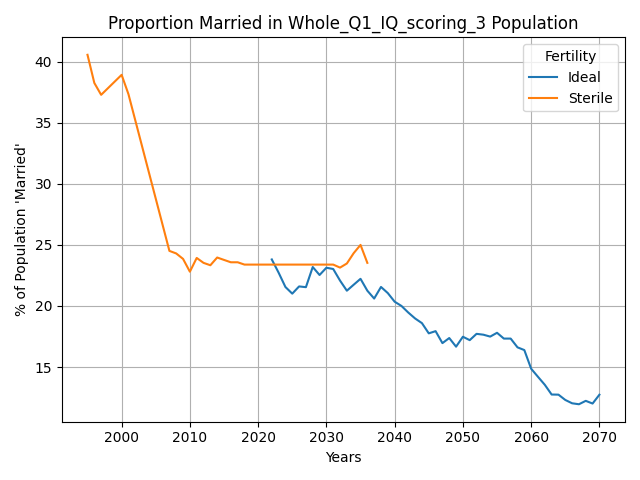 Proportion Married in Whole_Q1_IQ_scoring_3 Population
Fertility
Ideal
Sterile
% of Population 'Married'
40
35
30
25
20
15
2000
2010
2020
2030
2040
2050
2060
2070
Years